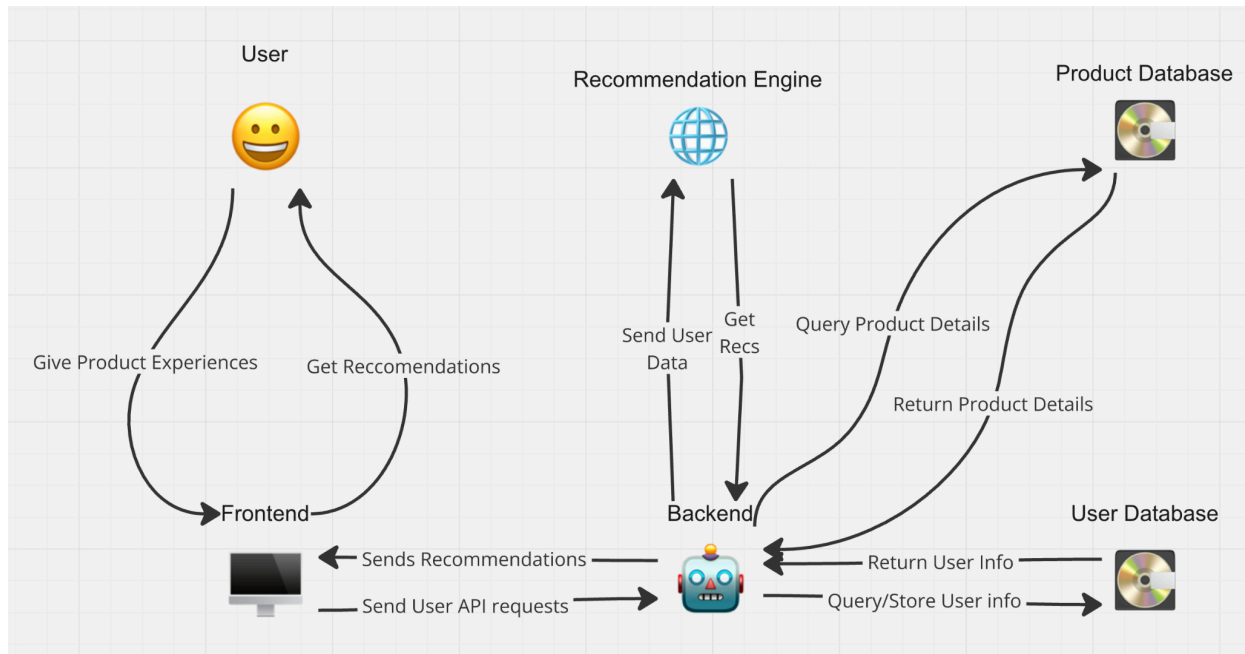 User
Recommendation Engine
Product Database
Give Product Experiences
Get Reccomendations
Send User
Data
Get
Recs
Query Product Details
Return Product Details
Frontend
Backend
User Database
Sends Recommendations
Send User API requests
Return User Info
Query/Store User info